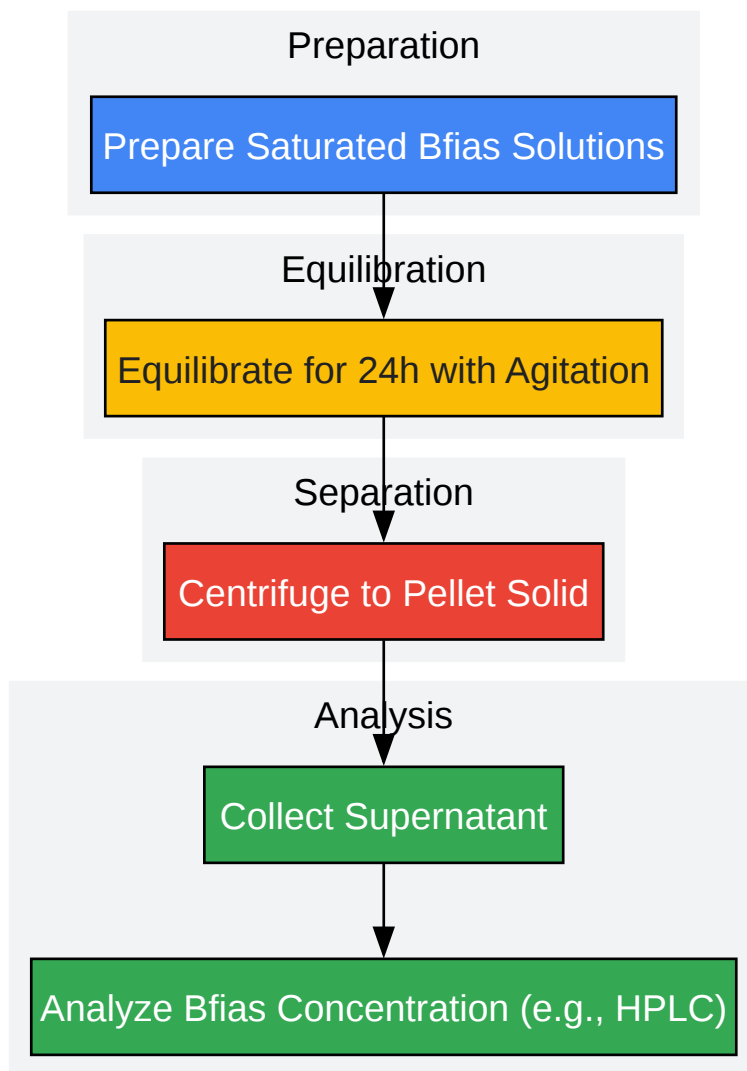 Preparation
Prepare Saturated Bfias Solutions
Equilibration
Equilibrate for 24h with Agitation
Separation
Centrifuge to Pellet Solid
Analysis
Collect Supernatant
Analyze Bfias Concentration (e.g., HPLC)